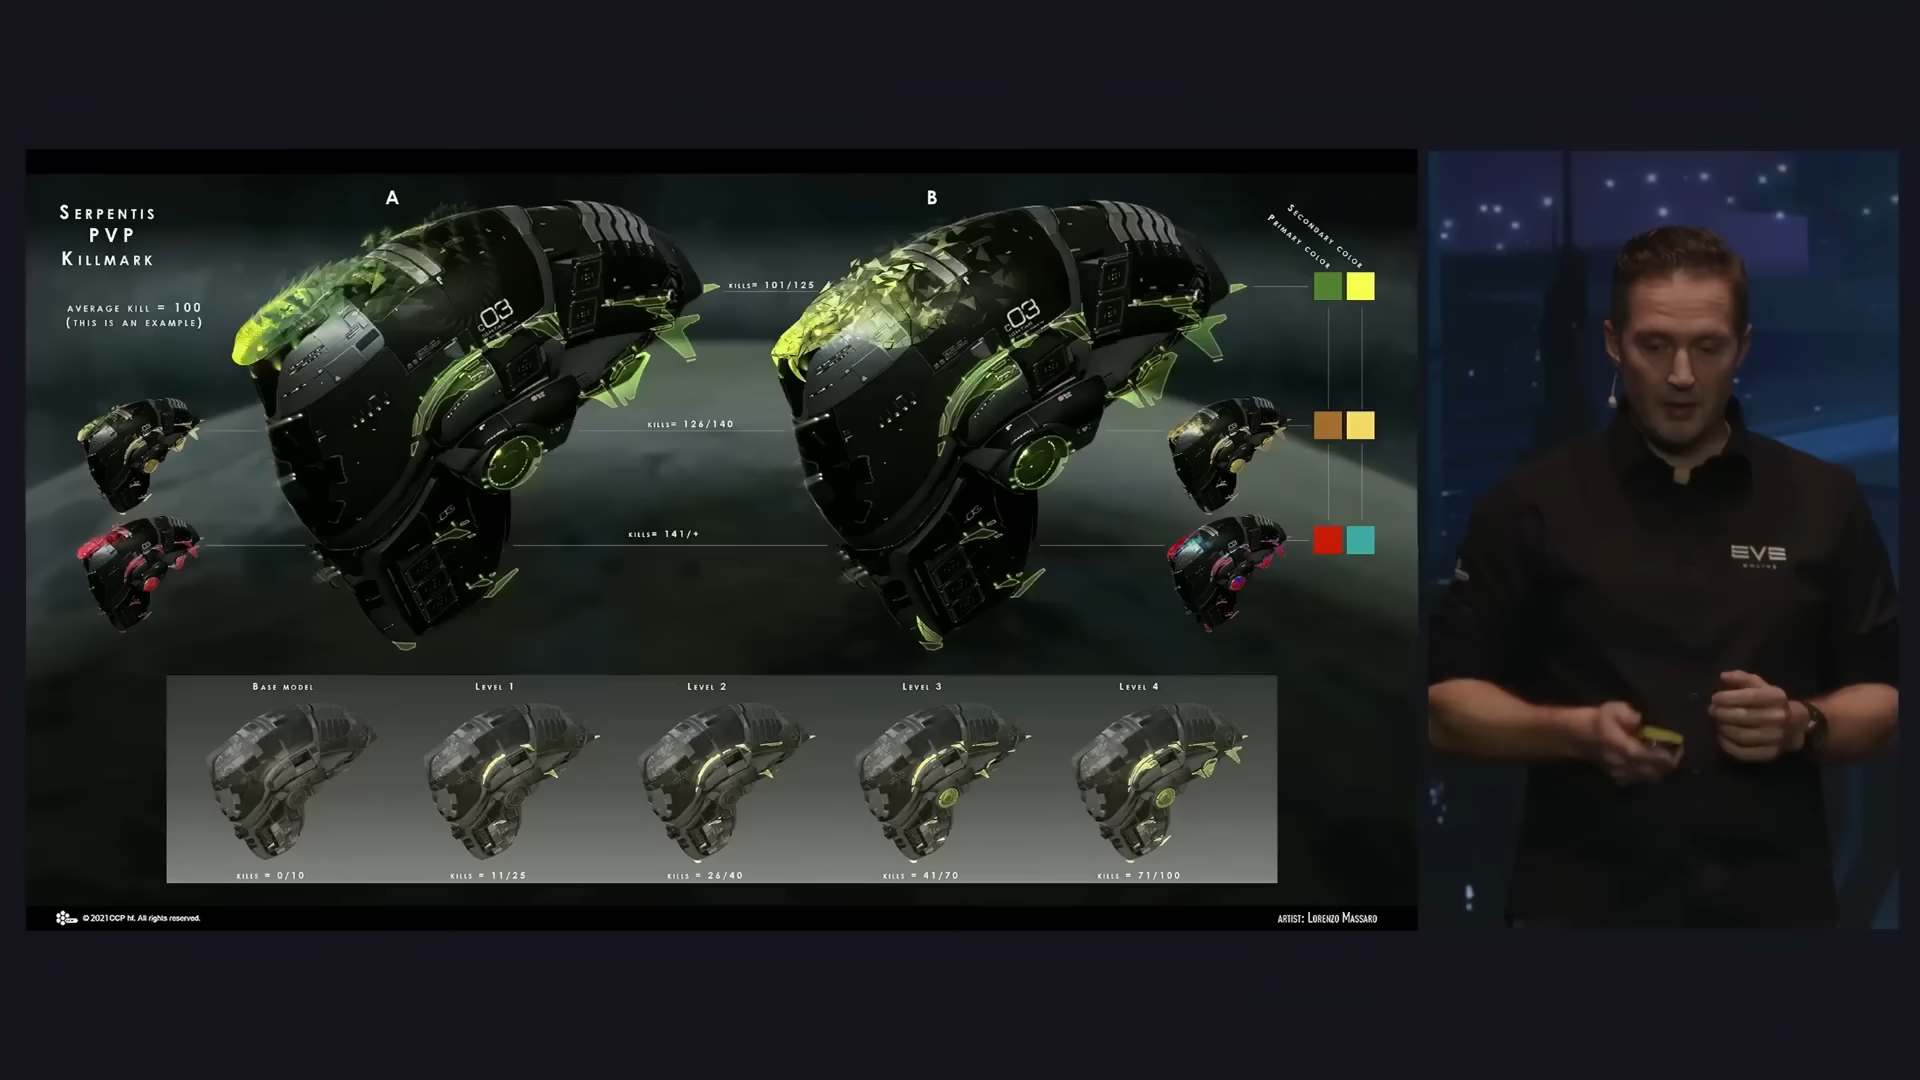 SERPENTIS
PVP
KILLMARK
AVERAGE KILL = 100
(THIS IS AN EXAMPLE)
A
B
SECONDARY COLOR
PRIMARY COLOR
KILLS= 101/125
KILLS= 126/140
KILLS= 141/+
03
03
BASE MODEL
LEVEL 1
LEVEL 2
LEVEL 3
LEVEL 4
KILLS = 0/10
KILLS = 11/25
KILLS = 26/40
KILLS = 41/70
KILLS = 71/100
© 2021 CCP hf. All rights reserved.
ARTIST: LORENZO MASSARO
EVE
ONLINE